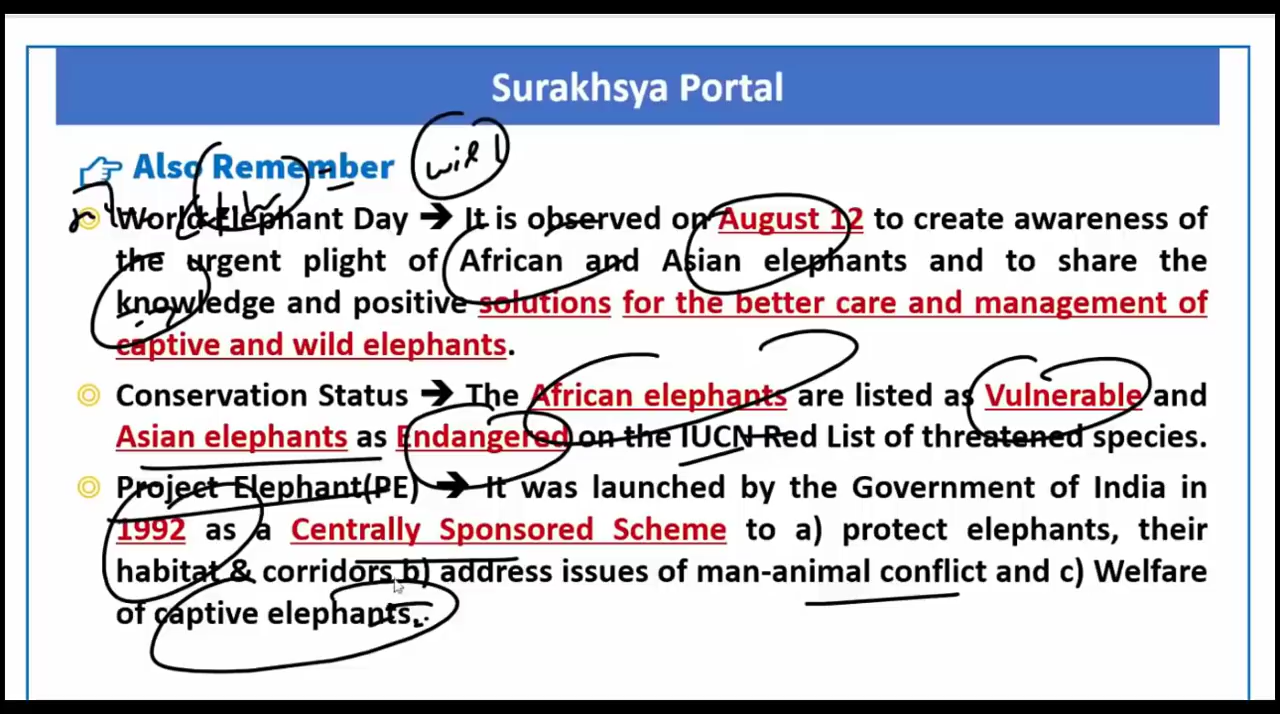 Surakhsya Portal
Also Remember
wild
World Elephant Day → It is observed on August 12 to create awareness of
the urgent plight of African and Asian elephants and to share the
knowledge and positive solutions for the better care and management of
captive and wild elephants.
Conservation Status → The African elephants are listed as Vulnerable and
Asian elephants as Endangered on the IUCN Red List of threatened species.
Project Elephant(PE) → It was launched by the Government of India in
1992 as a Centrally Sponsored Scheme to a) protect elephants, their
habitat & corridors b) address issues of man-animal conflict and c) Welfare
of captive elephants.